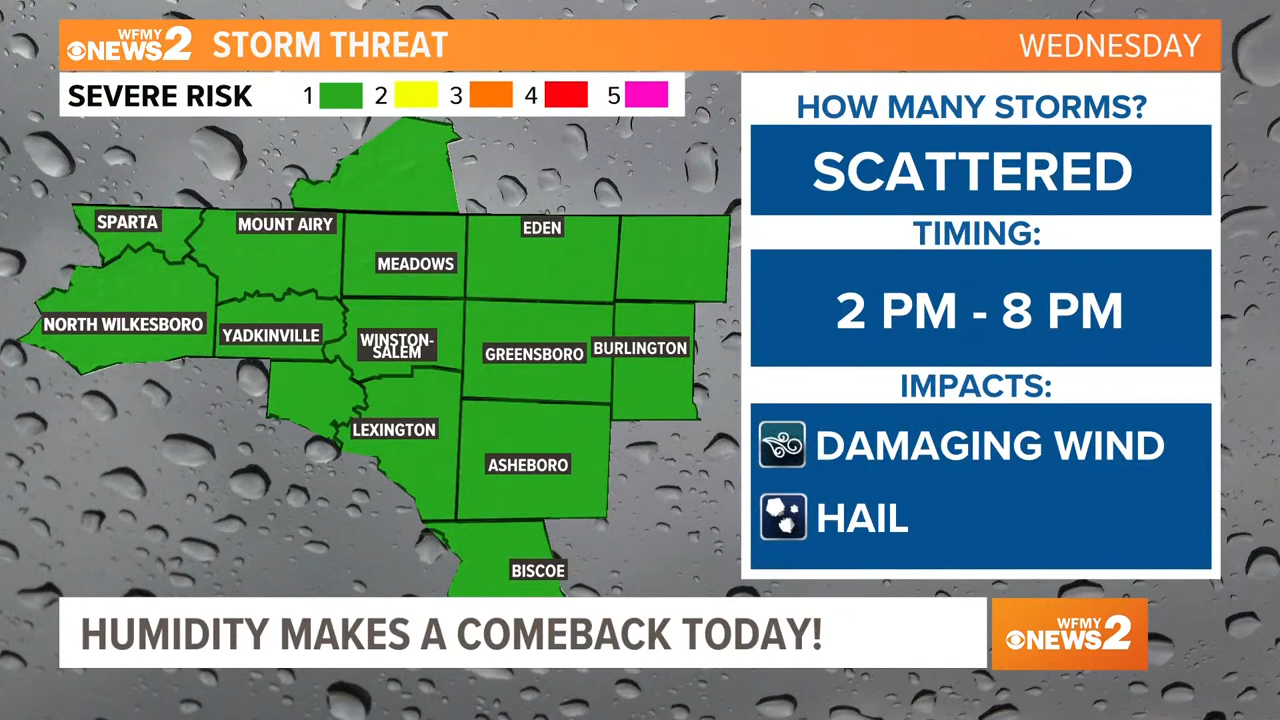 WFMY
NEWS 2
STORM THREAT
WEDNESDAY
SEVERE RISK 1 2 3 4 5
HOW MANY STORMS?
SCATTERED
TIMING:
2 PM - 8 PM
IMPACTS:
DAMAGING WIND
HAIL
SPARTA
MOUNT AIRY
EDEN
MEADOWS
NORTH WILKESBORO
YADKINVILLE
WINSTON-
SALEM
GREENSBORO
BURLINGTON
LEXINGTON
ASHEBORO
BISCOE
HUMIDITY MAKES A COMEBACK TODAY!
WFMY
NEWS 2